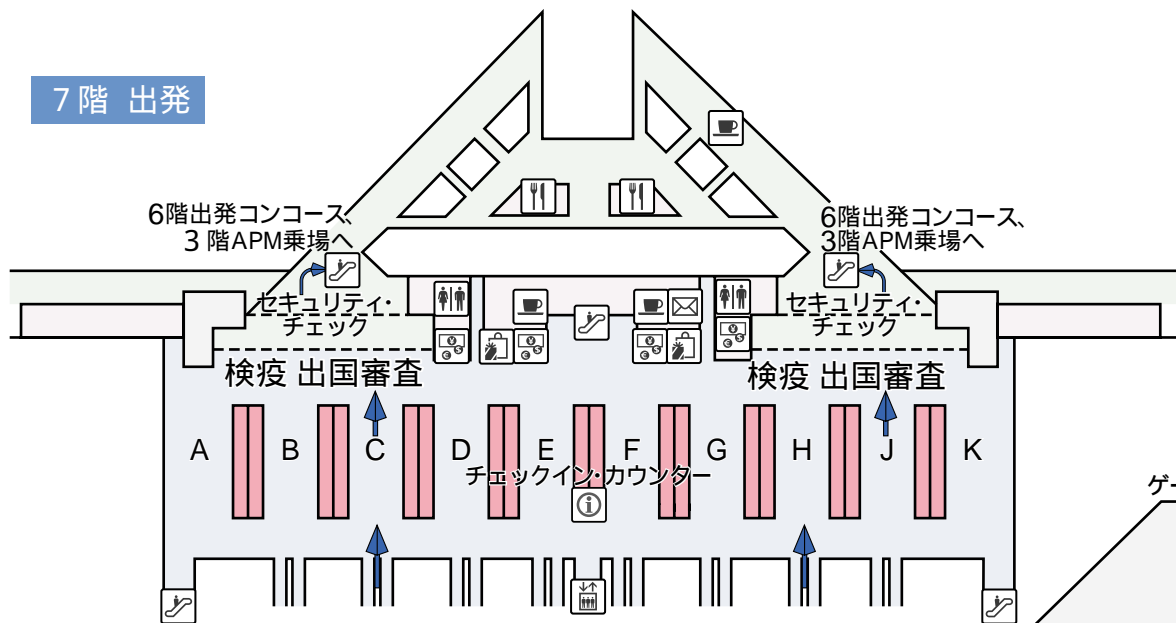 7階 出発
6階出発コンコース、
3階APM乗場へ
6階出発コンコース、
3階APM乗場へ
セキュリティ・
チェック
セキュリティ・
チェック
検疫 出国審査
検疫 出国審査
A B C D E F G H J K
チェックイン・カウンター
ゲー